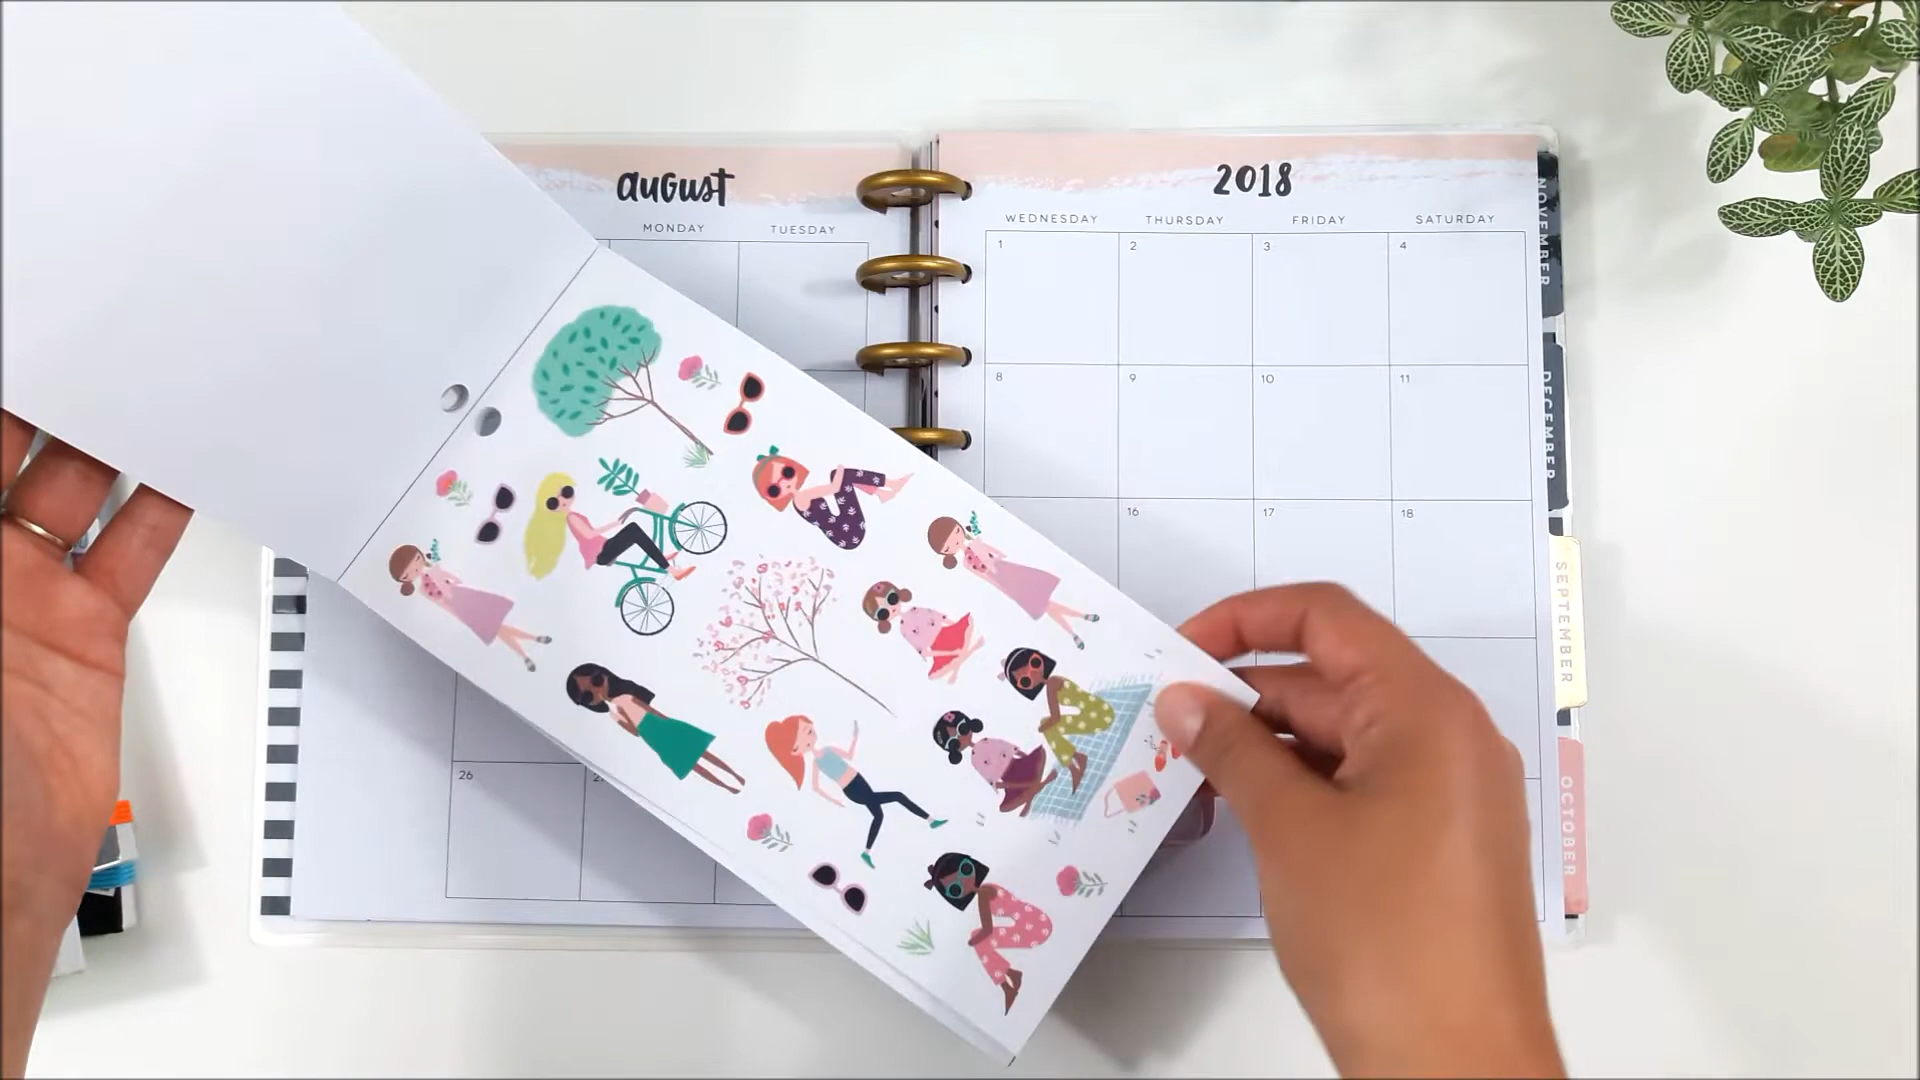 august
2018
MONDAY
TUESDAY
WEDNESDAY
THURSDAY
FRIDAY
SATURDAY
1
2
3
4
8
9
10
11
16
17
18
26
NOVEMBER
DECEMBER
SEPTEMBER
OCTOBER